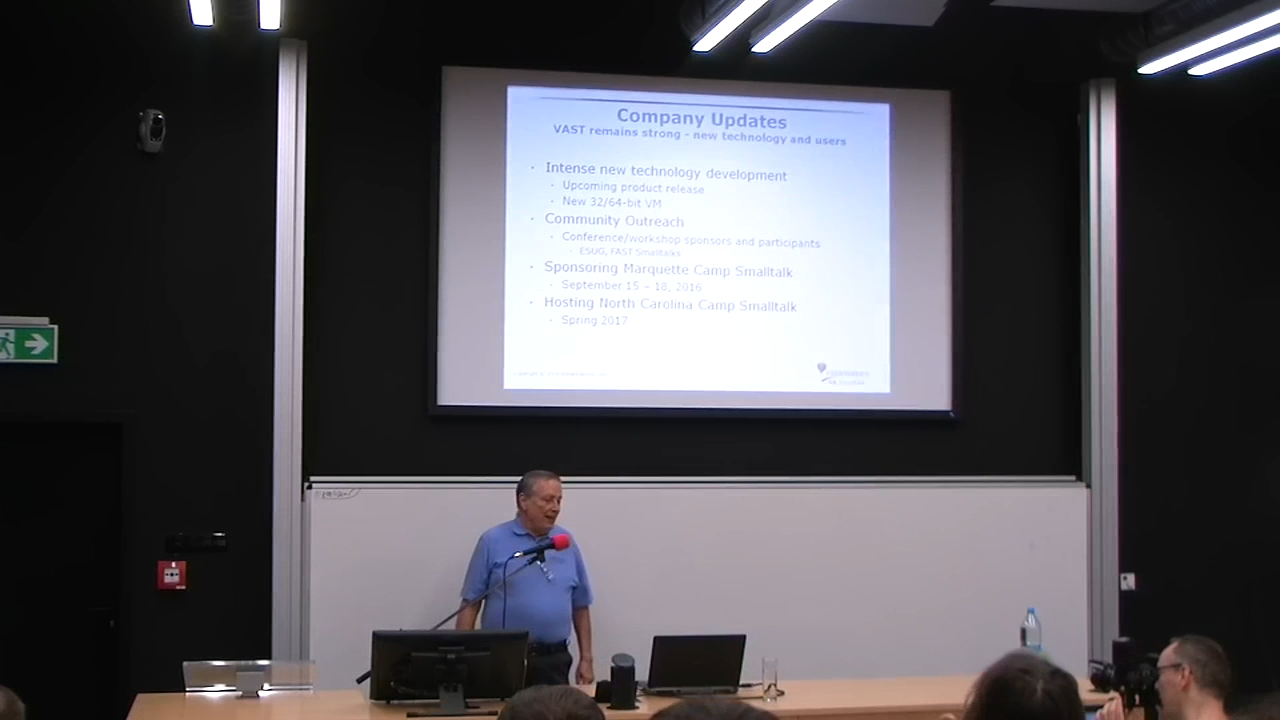 Company Updates
VAST remains strong - new technology and users
· Intense new technology development
· Upcoming product release
· New 32/64-bit VM
· Community Outreach
· Conference/workshop sponsors and participants
· ESUG, FAST Smalltalks
· Sponsoring Marquette Camp Smalltalk
· September 15 – 18, 2016
· Hosting North Carolina Camp Smalltalk
· Spring 2017